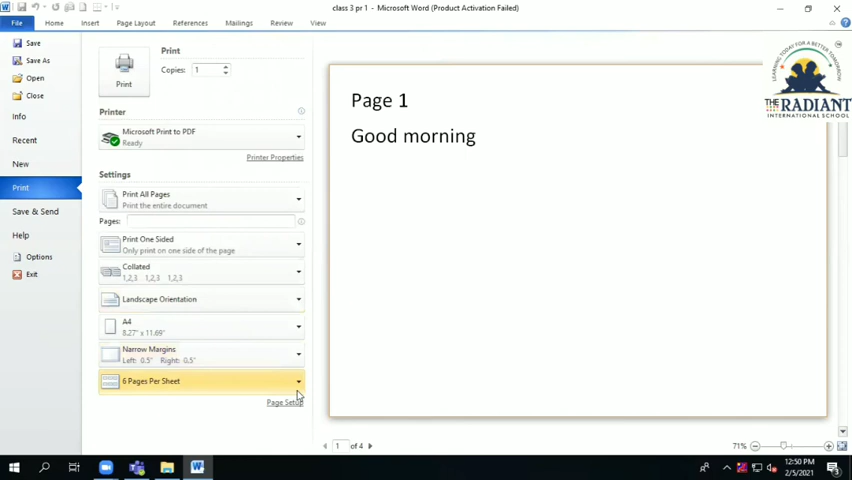 class 3 pr 1 - Microsoft Word (Product Activation Failed)
File Home Insert Page Layout References Mailings Review View
Save
Save As
Open
Close
Info
Recent
New
Print
Save & Send
Help
Options
Exit
Print
Print
Copies: 1
Printer
Microsoft Print to PDF
Ready
Printer Properties
Settings
Print All Pages
Print the entire document
Pages:
Print One Sided
Only print on one side of the page
Collated
1,2,3 1,2,3 1,2,3
Landscape Orientation
A4
8.27" x 11.69"
Narrow Margins
Left: 0.5" Right: 0.5"
6 Pages Per Sheet
Page Setup
Page 1
Good morning
LEARNING TODAY FOR A BETTER TOMORROW
THE RADIANT
INTERNATIONAL SCHOOL
1 of 4
71%
12:50 PM
2/5/2021
3